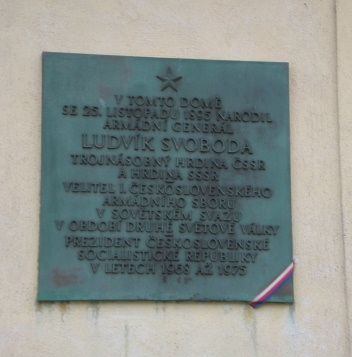 V TOMTO DOMĚ
SE 25. LISTOPADU 1895 NARODIL
ARMÁDNÍ GENERÁL
LUDVÍK SVOBODA
TROJNÁSOBNÝ HRDINA ČSSR
A HRDINA SSSR
VELITEL 1. ČESKOSLOVENSKÉHO
ARMÁDNÍHO SBORU
V SOVĚTSKÉM SVAZU
V OBDOBÍ DRUHÉ SVĚTOVÉ VÁLKY
PREZIDENT ČESKOSLOVENSKÉ
SOCIALISTICKÉ REPUBLIKY
V LETECH 1968 AŽ 1975